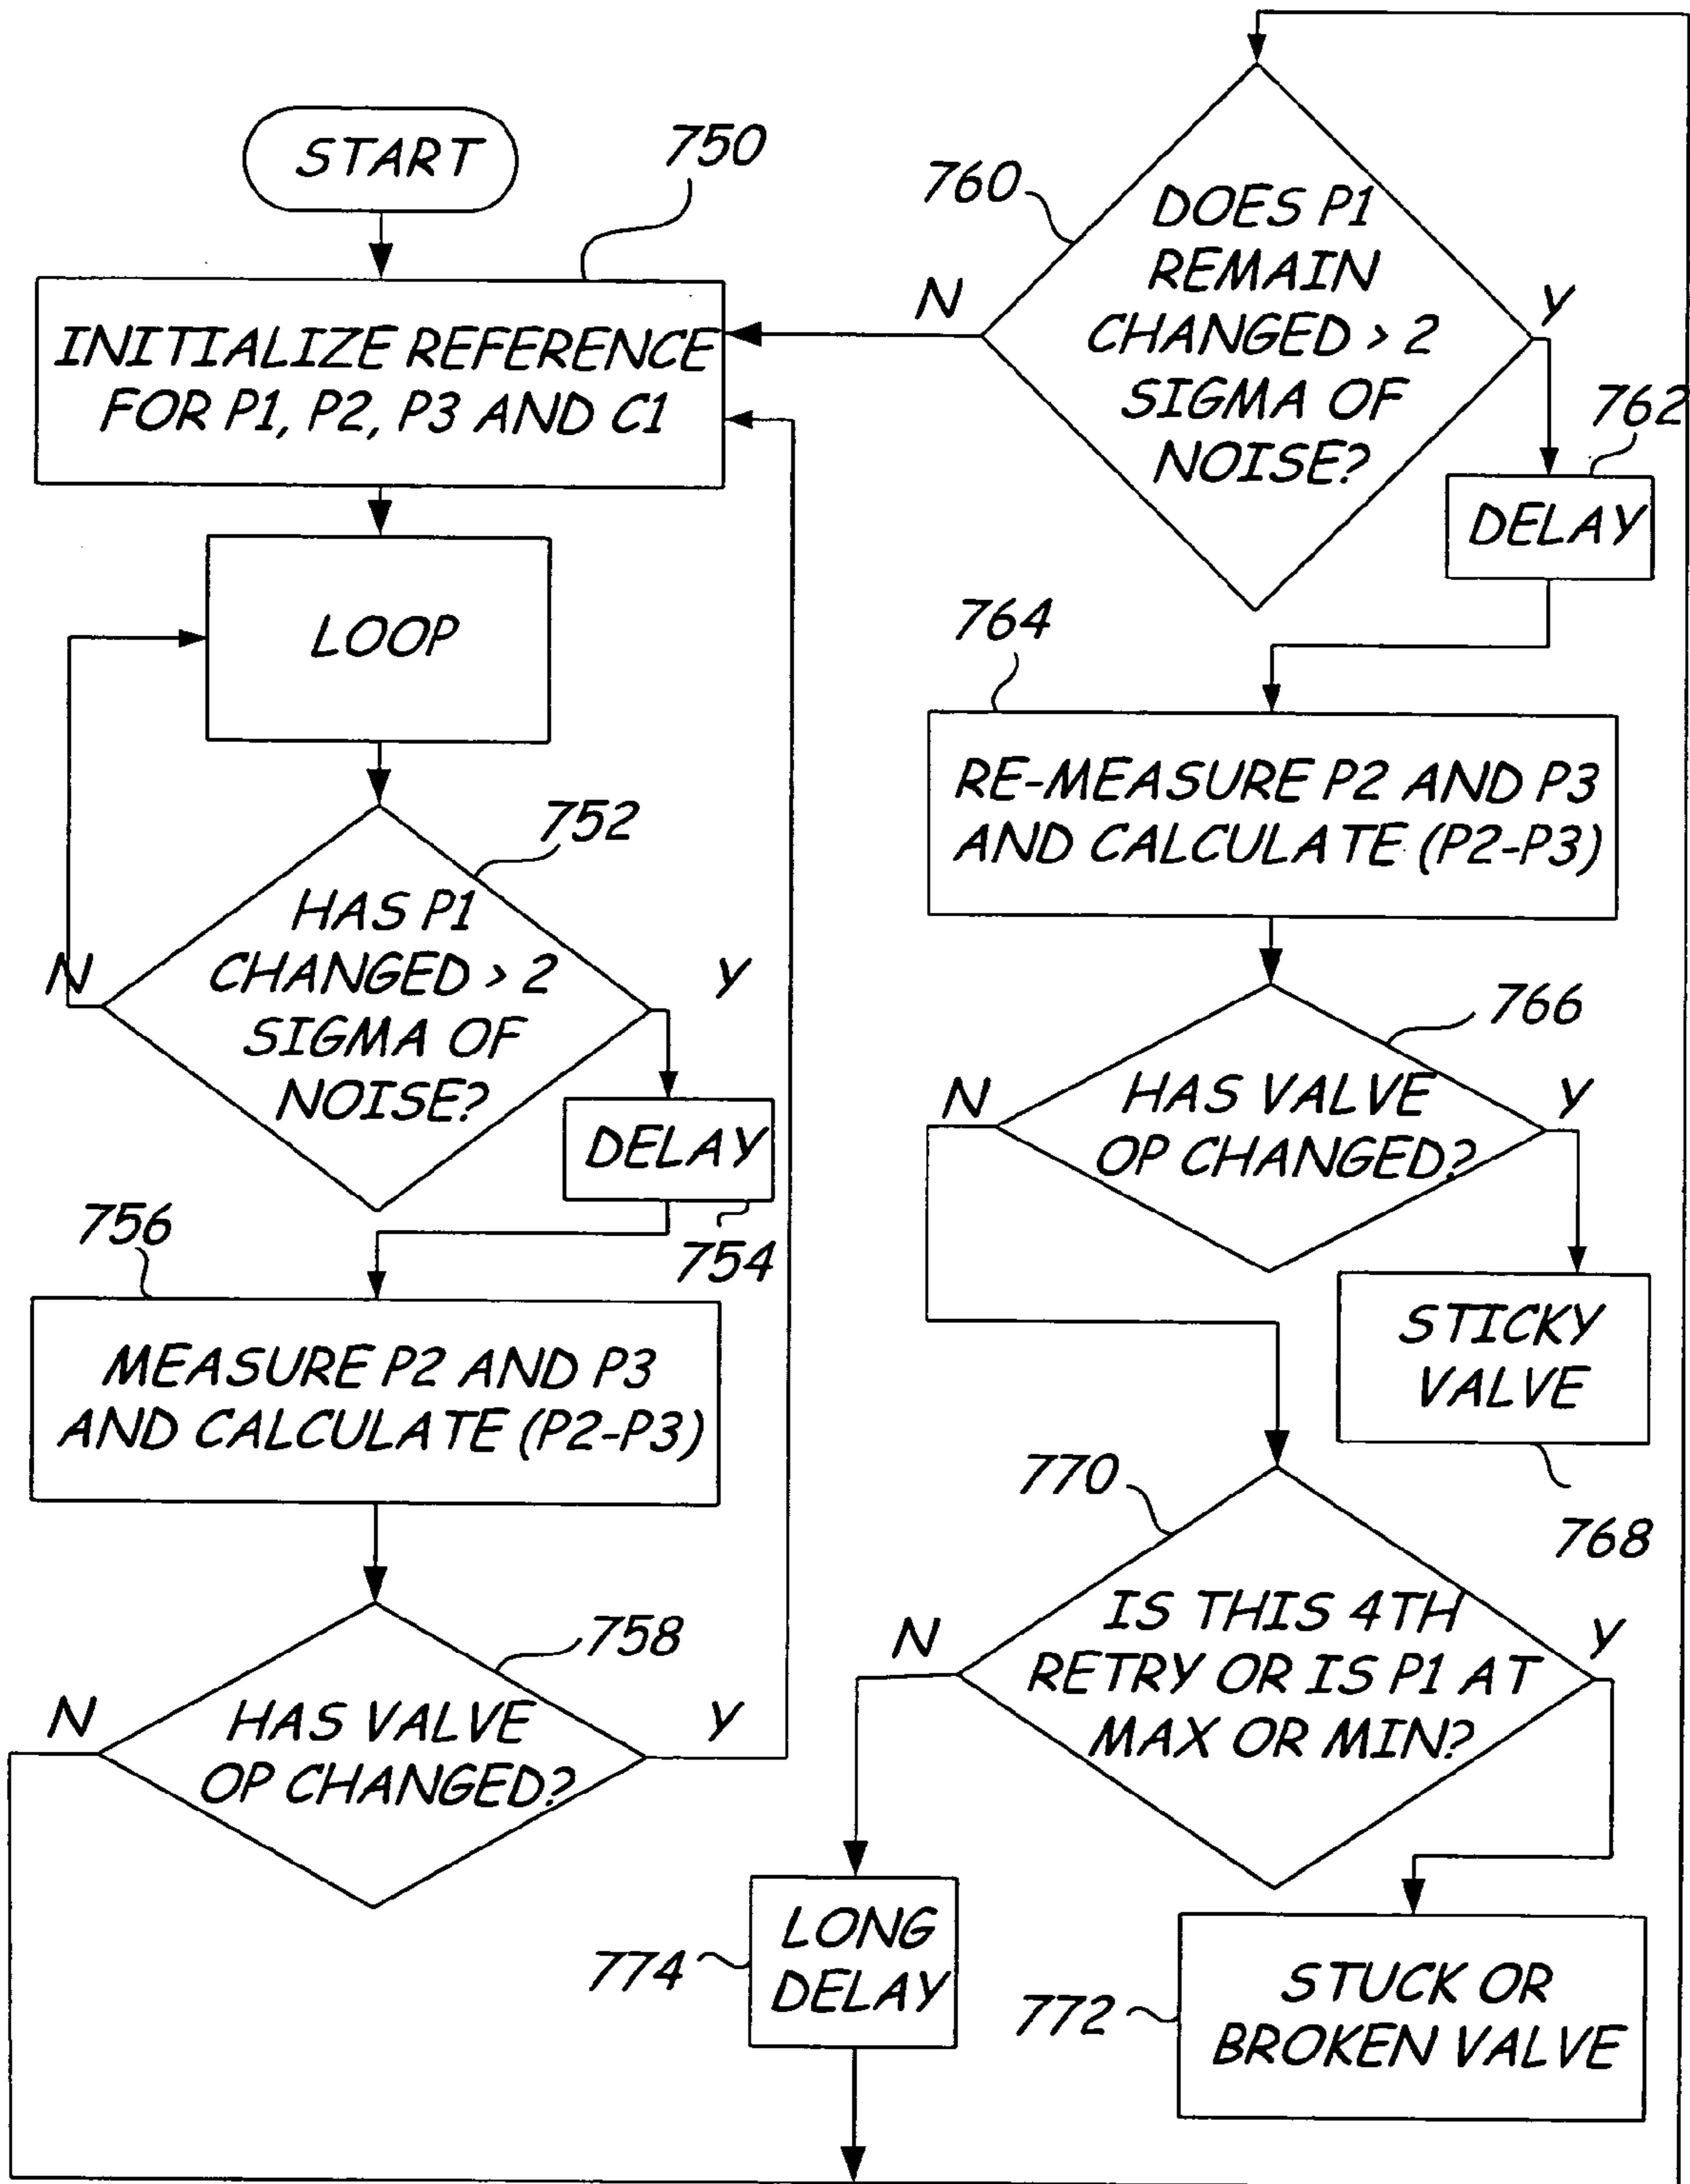 START
750
INITIALIZE REFERENCE
FOR P1, P2, P3 AND C1
LOOP
752
HAS P1
CHANGED > 2
SIGMA OF
NOISE?
N
Y
DELAY
754
756
MEASURE P2 AND P3
AND CALCULATE (P2-P3)
758
HAS VALVE
OP CHANGED?
N
Y
760
DOES P1
REMAIN
CHANGED > 2
SIGMA OF
NOISE?
N
Y
762
DELAY
764
RE-MEASURE P2 AND P3
AND CALCULATE (P2-P3)
766
HAS VALVE
OP CHANGED?
N
Y
STICKY
VALVE
768
770
IS THIS 4TH
RETRY OR IS P1 AT
MAX OR MIN?
N
Y
LONG
DELAY
774
772
STUCK OR
BROKEN VALVE